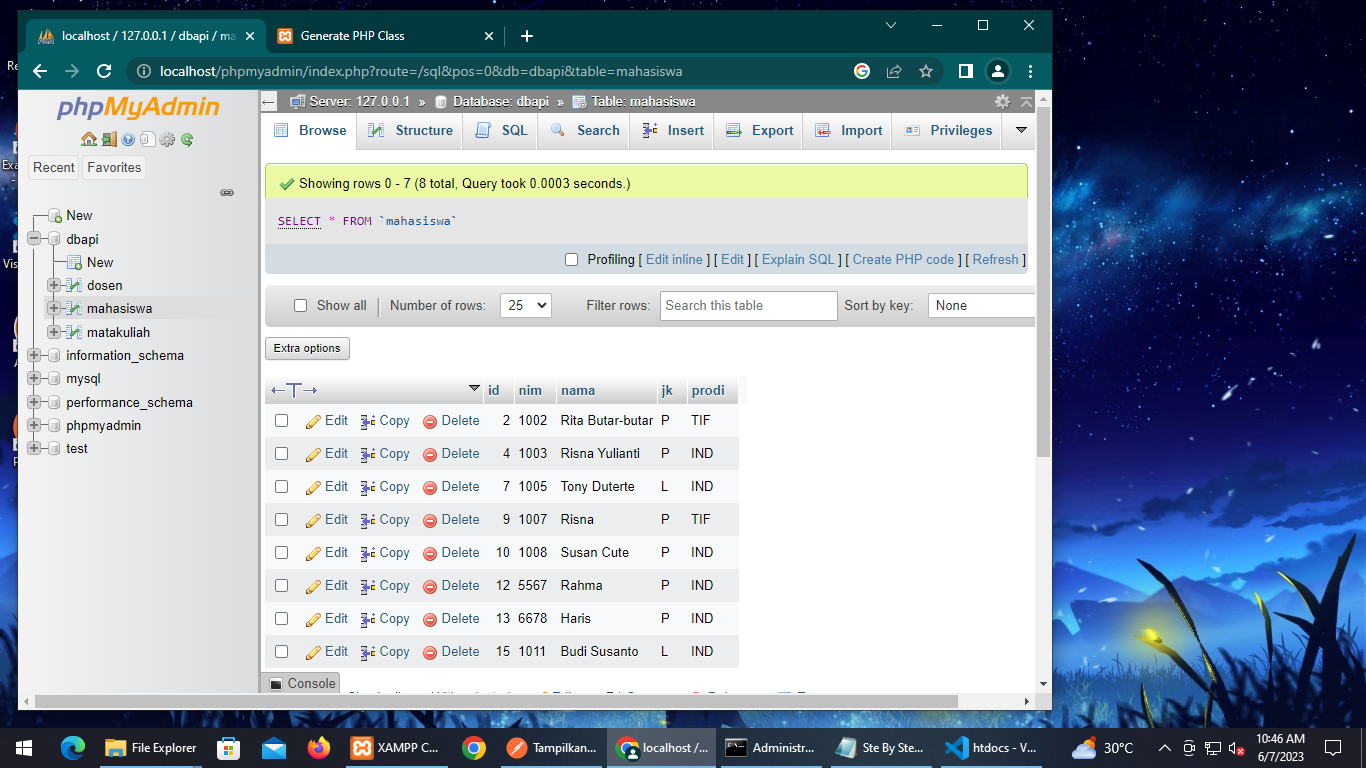 localhost / 127.0.0.1 / dbapi / ma
Generate PHP Class
localhost/phpmyadmin/index.php?route=/sql&pos=0&db=dbapi&table=mahasiswa
phpMyAdmin
Recent Favorites
New
dbapi
New
dosen
mahasiswa
matakuliah
information_schema
mysql
performance_schema
phpmyadmin
test
Server: 127.0.0.1 » Database: dbapi » Table: mahasiswa
Browse Structure SQL Search Insert Export Import Privileges
Showing rows 0 - 7 (8 total, Query took 0.0003 seconds.)
SELECT * FROM `mahasiswa`
Profiling [ Edit inline ] [ Edit ] [ Explain SQL ] [ Create PHP code ] [ Refresh ]
Show all | Number of rows: 25 Filter rows: Search this table Sort by key: None
Extra options
←T→ id nim nama jk prodi
Edit Copy Delete 2 1002 Rita Butar-butar P TIF
Edit Copy Delete 4 1003 Risna Yulianti P IND
Edit Copy Delete 7 1005 Tony Duterte L IND
Edit Copy Delete 9 1007 Risna P TIF
Edit Copy Delete 10 1008 Susan Cute P IND
Edit Copy Delete 12 5567 Rahma P IND
Edit Copy Delete 13 6678 Haris P IND
Edit Copy Delete 15 1011 Budi Susanto L IND
Console
File Explorer
XAMPP C...
Tampilkan...
localhost /...
Administr...
Ste By Ste...
htdocs - V...
30°C
10:46 AM
6/7/2023